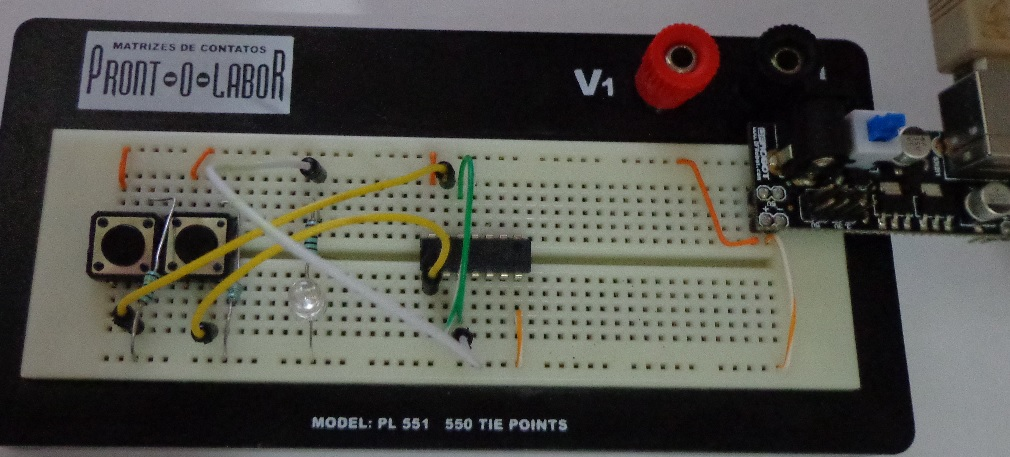 MATRIZES DE CONTATOS
PRONT-O-LABOR
V1
MODEL: PL 551 550 TIE POINTS